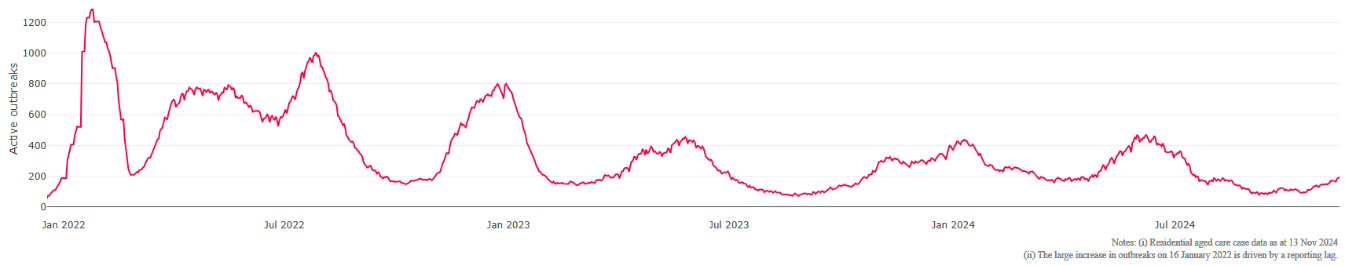 Active outbreaks
1200
1000
800
600
400
200
0
Jan 2022
Jul 2022
Jan 2023
Jul 2023
Jan 2024
Jul 2024
Notes: (i) Residential aged care case data as at 13 Nov 2024
(ii) The large increase in outbreaks on 16 January 2022 is driven by a reporting lag.